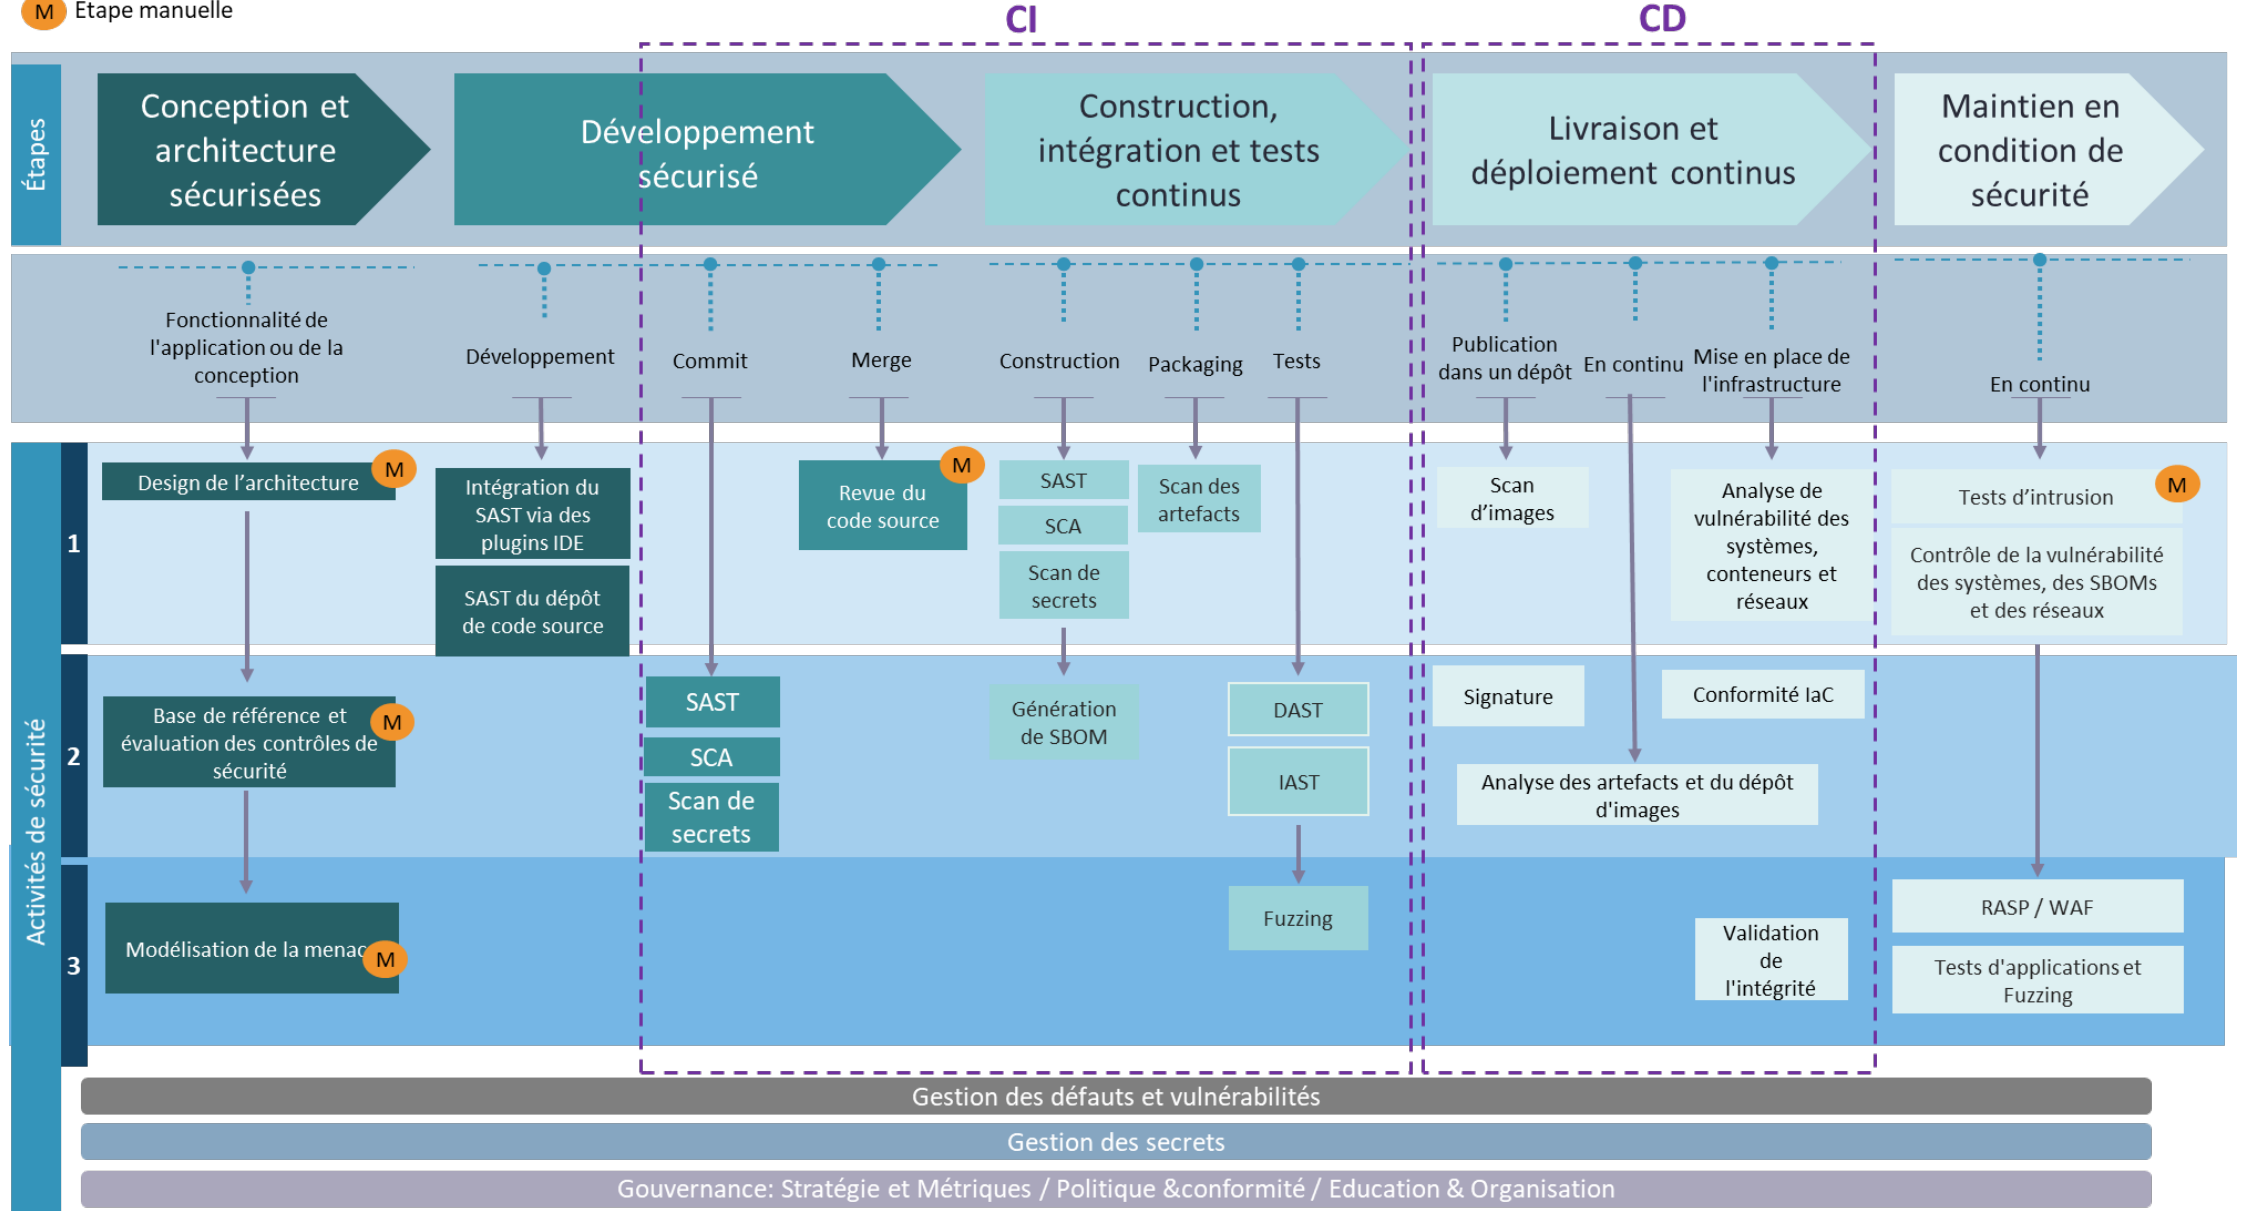 M Etape manuelle
CI
CD
Étapes
Conception et
architecture
sécurisées
Développement
sécurisé
Construction,
intégration et tests
continus
Livraison et
déploiement continus
Maintien en
condition de
sécurité
Fonctionnalité de
l'application ou de la
conception
Développement
Commit
Merge
Construction
Packaging
Tests
Publication
dans un dépôt
En continu
Mise en place de
l'infrastructure
En continu
Activités de sécurité
1
Design de l’architecture
M
Intégration du
SAST via des
plugins IDE
SAST du dépôt
de code source
Revue du
code source
M
SAST
SCA
Scan de
secrets
Scan des
artefacts
Scan
d’images
Analyse de
vulnérabilité des
systèmes,
conteneurs et
réseaux
Tests d’intrusion
M
Contrôle de la vulnérabilité
des systèmes, des SBOMs
et des réseaux
2
Base de référence et
évaluation des contrôles de
sécurité
M
SAST
SCA
Scan de
secrets
Génération
de SBOM
DAST
IAST
Signature
Conformité IaC
Analyse des artefacts et du dépôt
d'images
3
Modélisation de la menac
M
Fuzzing
Validation
de
l'intégrité
RASP / WAF
Tests d'applications et
Fuzzing
Gestion des défauts et vulnérabilités
Gestion des secrets
Gouvernance: Stratégie et Métriques / Politique &conformité / Education & Organisation